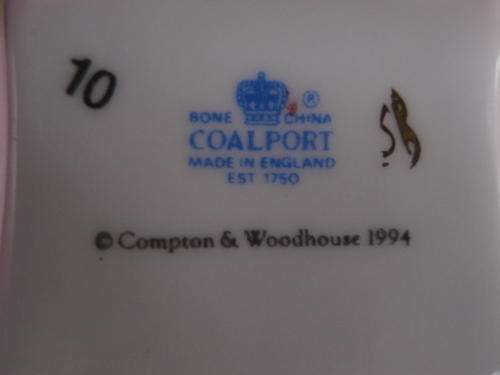 10
BONE CHINA ®
COALPORT
MADE IN ENGLAND
EST 1750
© Compton & Woodhouse 1994